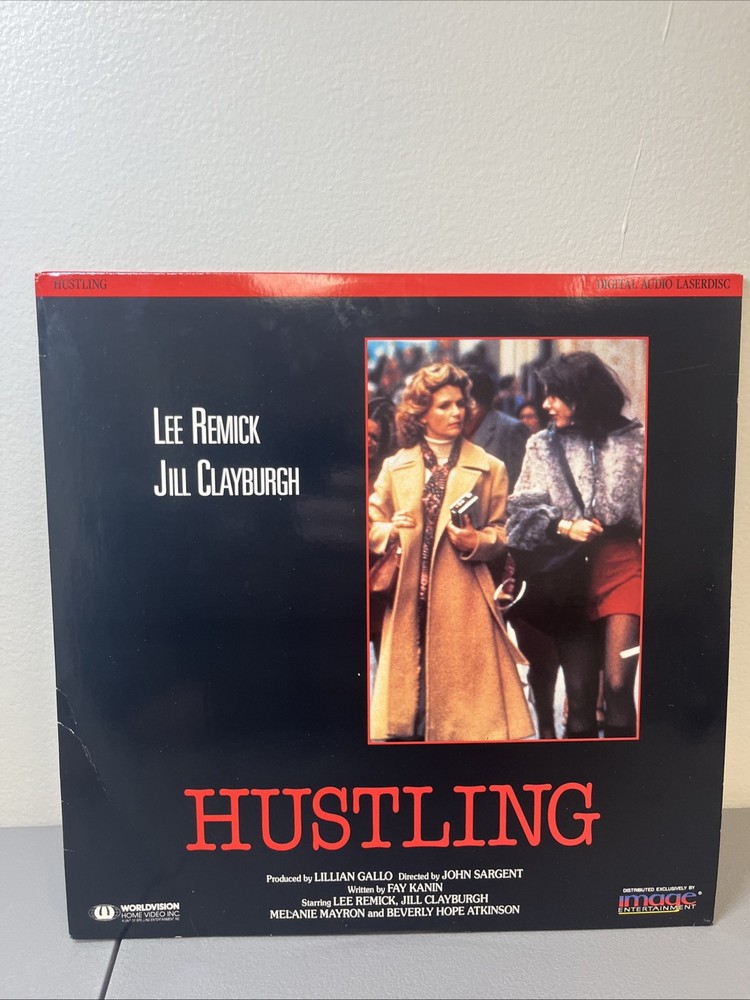 HUSTLING
DIGITAL AUDIO LASERDISC
LEE REMICK
JILL CLAYBURGH
HUSTLING
Produced by LILLIAN GALLO Directed by JOHN SARGENT
Written by FAY KANIN
Starring LEE REMICK, JILL CLAYBURGH
MELANIE MAYRON and BEVERLY HOPE ATKINSON
WORLDVISION
HOME VIDEO INC.
DISTRIBUTED EXCLUSIVELY BY
image®
ENTERTAINMENT